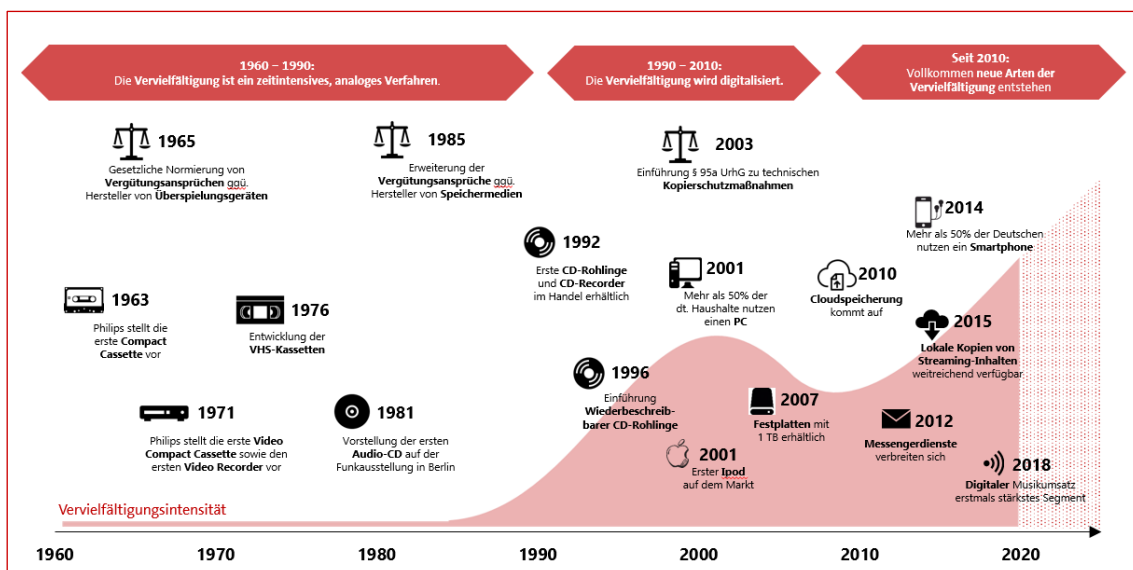 1960 – 1990:
Die Vervielfältigung ist ein zeitintensives, analoges Verfahren.
1990 – 2010:
Die Vervielfältigung wird digitalisiert.
Seit 2010:
Vollkommen neue Arten der
Vervielfältigung entstehen
1965
Gesetzliche Normierung von
Vergütungsansprüchen ggü.
Hersteller von Überspielungsgeräten
1985
Erweiterung der
Vergütungsansprüche ggü.
Hersteller von Speichermedien
2003
Einführung § 95a UrhG zu technischen
Kopierschutzmaßnahmen
2014
Mehr als 50% der Deutschen
nutzen ein Smartphone
1992
Erste CD-Rohlinge
und CD-Recorder
im Handel erhältlich
2001
Mehr als 50% der
dt. Haushalte nutzen
einen PC
2010
Cloudspeicherung
kommt auf
1963
Philips stellt die
erste Compact
Cassette vor
1976
Entwicklung der
VHS-Kassetten
2015
Lokale Kopien von
Streaming-Inhalten
weitreichend verfügbar
1996
Einführung
Wiederbeschreib-
barer CD-Rohlinge
2007
Festplatten mit
1 TB erhältlich
1971
Philips stellt die erste Video
Compact Cassette sowie den
ersten Video Recorder vor
1981
Vorstellung der ersten
Audio-CD auf der
Funkausstellung in Berlin
2012
Messengerdienste
verbreiten sich
2001
Erster Ipod
auf dem Markt
2018
Digitaler Musikumsatz
erstmals stärkstes Segment
Vervielfältigungsintensität
1960 1970 1980 1990 2000 2010 2020